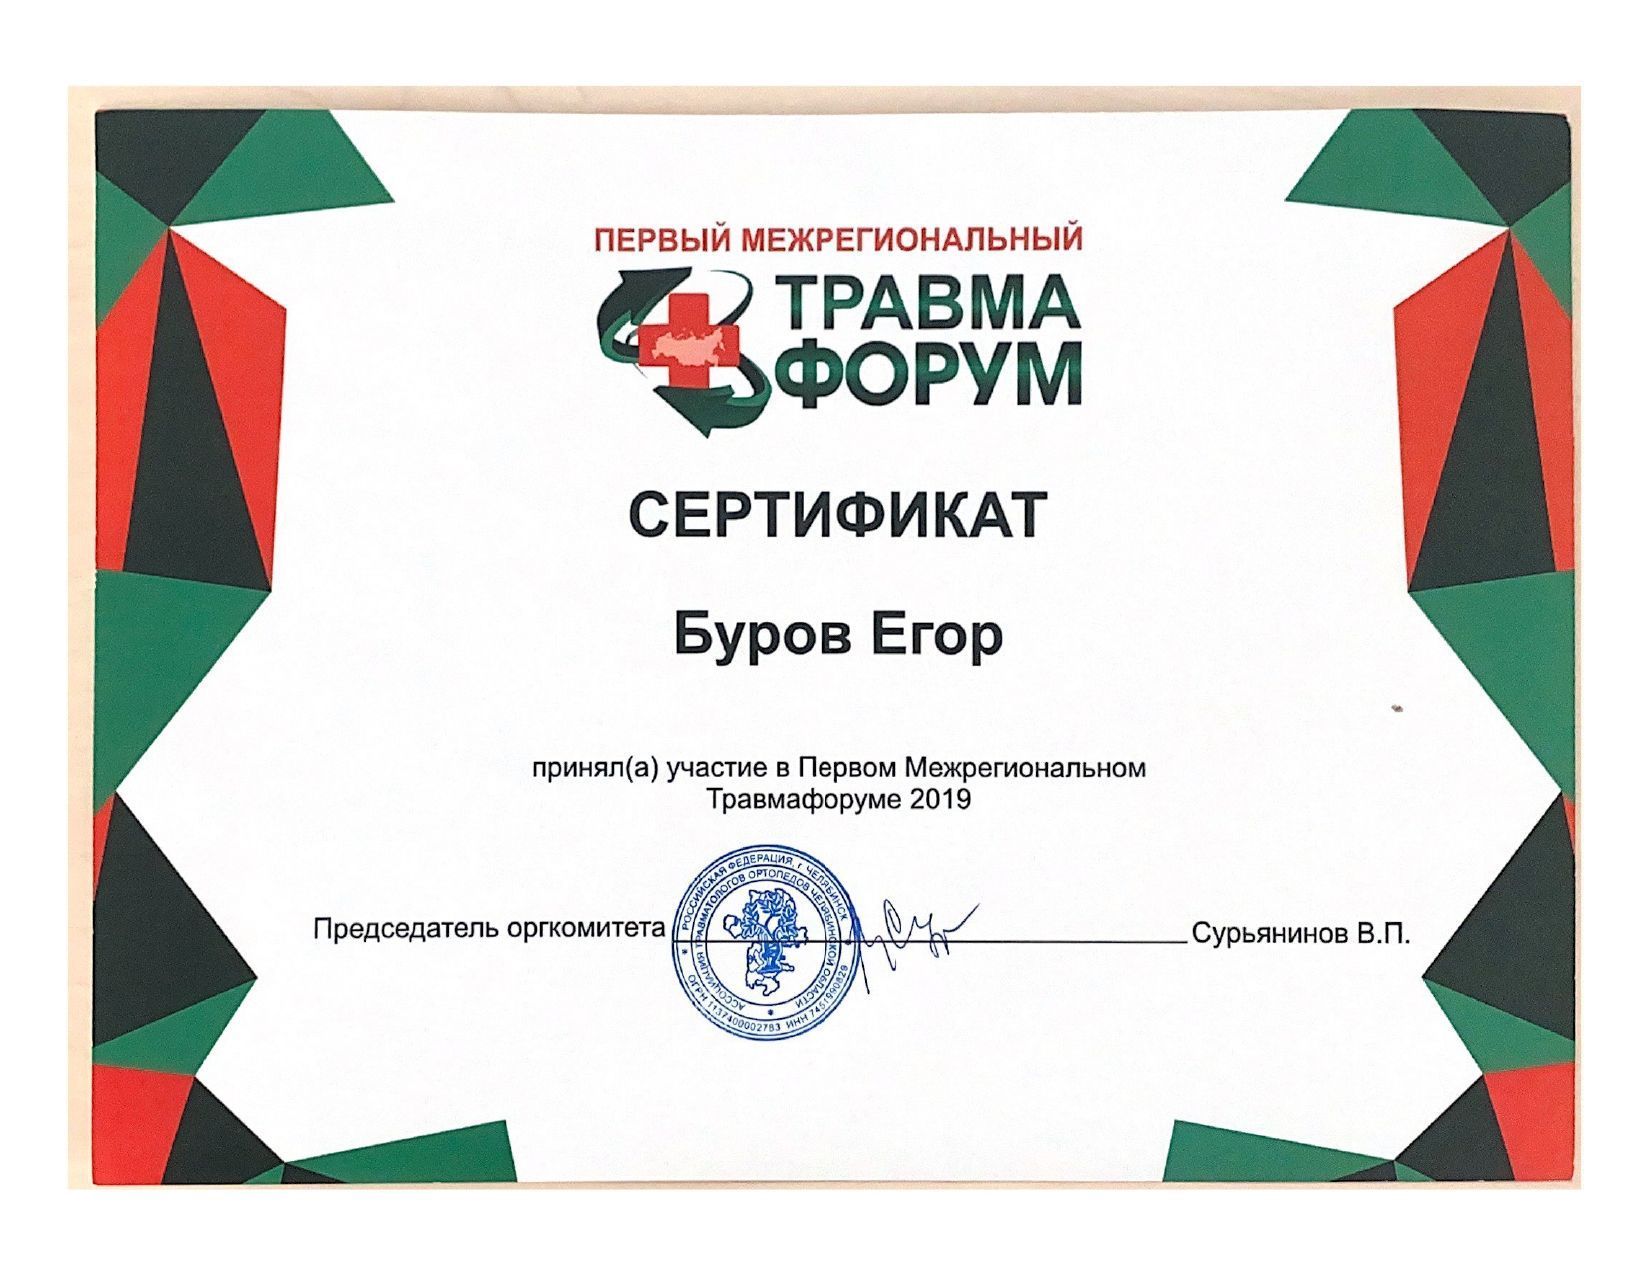 ПЕРВЫЙ МЕЖРЕГИОНАЛЬНЫЙ
ТРАВМА
ФОРУМ
СЕРТИФИКАТ
Буров Егор
принял(а) участие в Первом Межрегиональном
Травмафоруме 2019
Председатель оргкомитета
Сурьянинов В.П.
* РОССИЙСКАЯ ФЕДЕРАЦИЯ, г. ЧЕЛЯБИНСК
АССОЦИАЦИЯ ТРАВМАТОЛОГОВ ОРТОПЕДОВ ЧЕЛЯБИНСКОЙ ОБЛАСТИ *
ОГРН 1137400002783 ИНН 7451990829